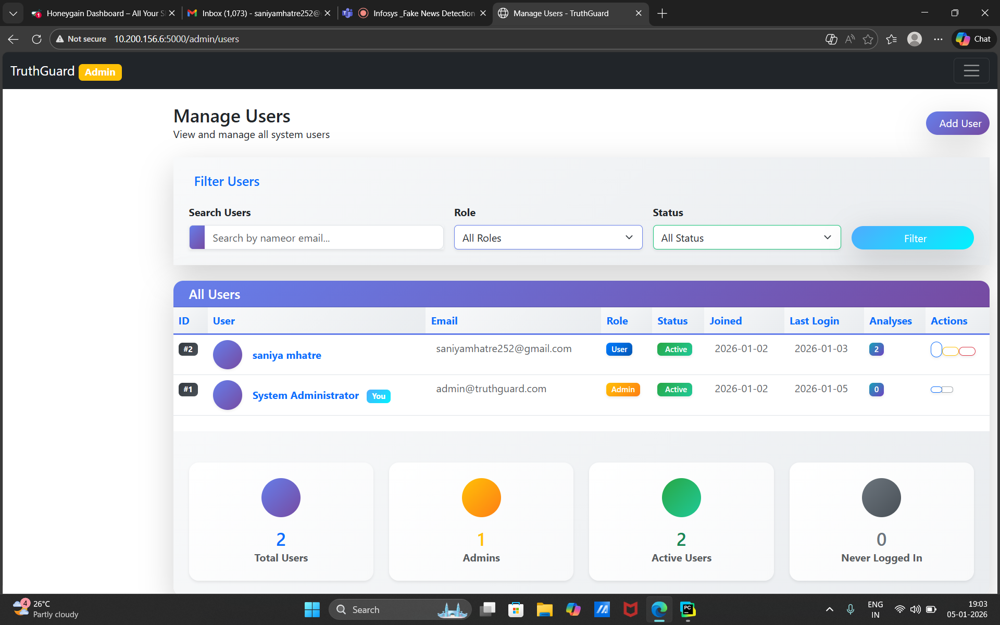 Honeygain Dashboard – All Your S
Inbox (1,073) - saniyamhatre252@
Infosys _Fake News Detection
Manage Users - TruthGuard
Not secure 10.200.156.6:5000/admin/users
Chat
TruthGuard Admin
Manage Users
View and manage all system users
Add User
Filter Users
Search Users Role Status
Search by nameor email... All Roles All Status Filter
All Users
ID User Email Role Status Joined Last Login Analyses Actions
#2 saniya mhatre saniyamhatre252@gmail.com User Active 2026-01-02 2026-01-03 2
#1 System Administrator You admin@truthguard.com Admin Active 2026-01-02 2026-01-05 0
2 1 2 0
Total Users Admins Active Users Never Logged In
4 26°C
Partly cloudy
Search
PC
ENG
IN
19:03
05-01-2026